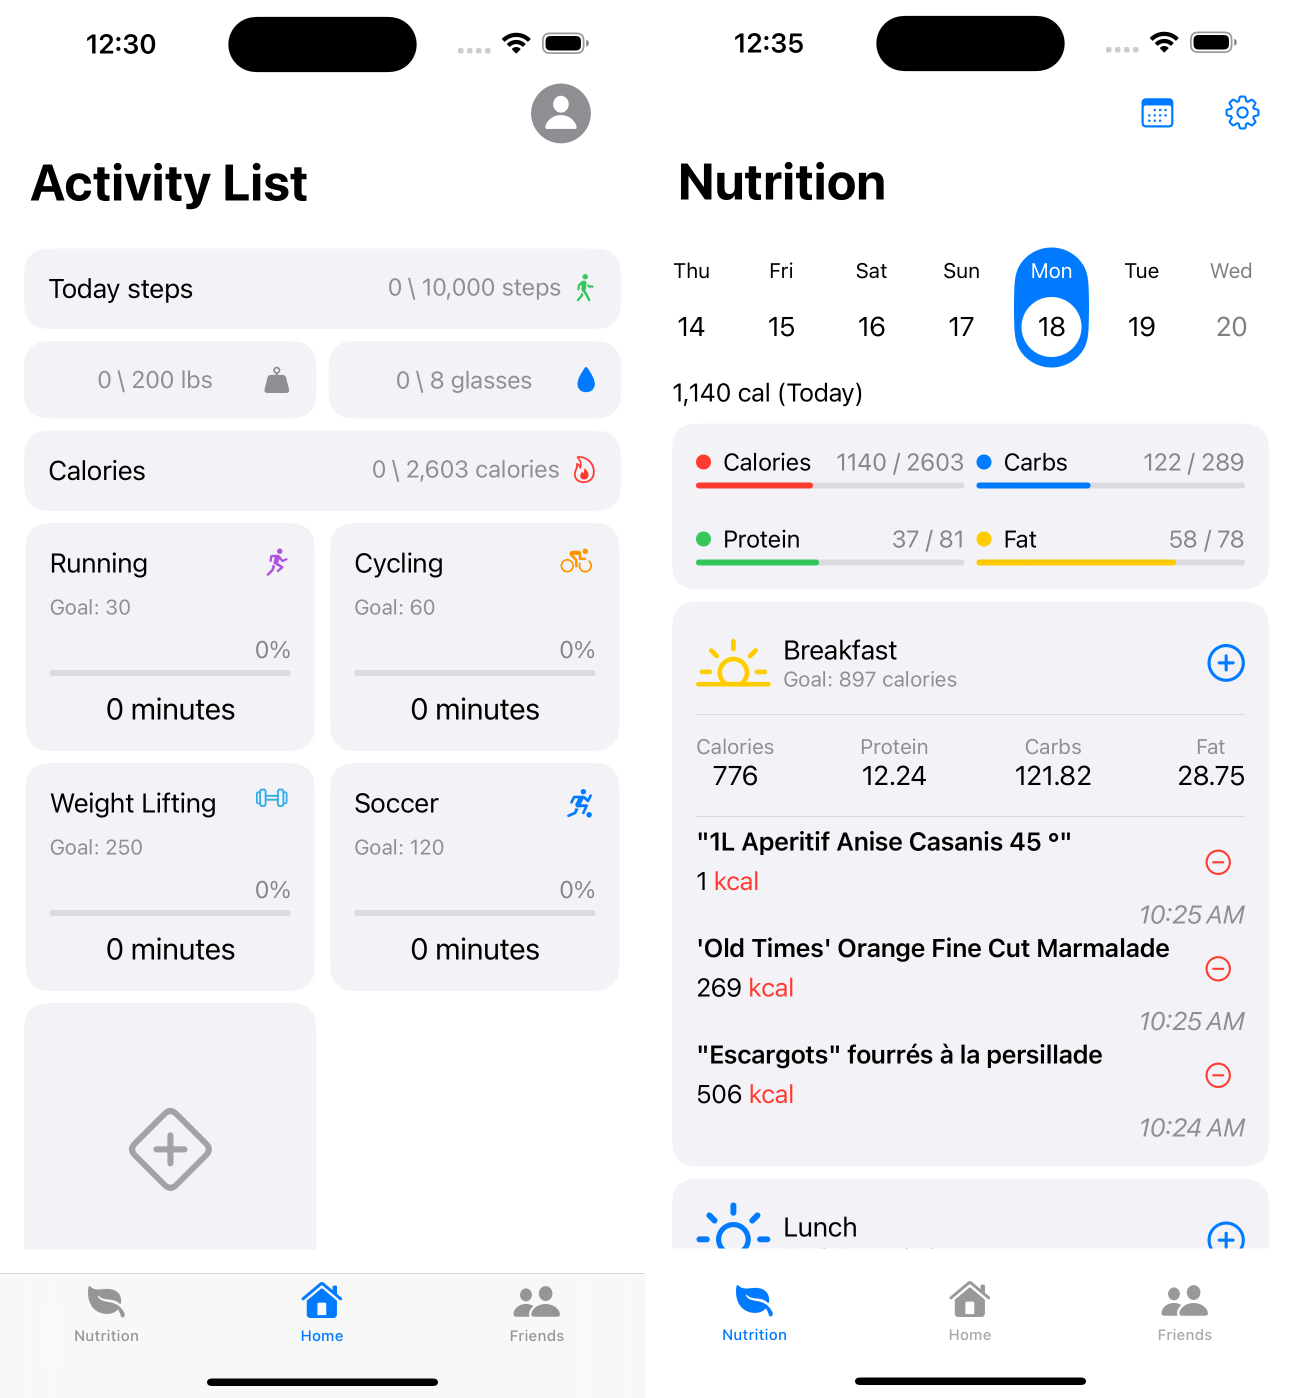 12:30
Activity List
Today steps
0 \ 10,000 steps
0 \ 200 lbs
0 \ 8 glasses
Calories
0 \ 2,603 calories
Running
Goal: 30
0%
0 minutes
Cycling
Goal: 60
0%
0 minutes
Weight Lifting
Goal: 250
0%
0 minutes
Soccer
Goal: 120
0%
0 minutes
Nutrition
Home
Friends
12:35
Nutrition
Thu Fri Sat Sun Mon Tue Wed
14 15 16 17 18 19 20
1,140 cal (Today)
Calories 1140 / 2603
Carbs 122 / 289
Protein 37 / 81
Fat 58 / 78
Breakfast
Goal: 897 calories
Calories Protein Carbs Fat
776 12.24 121.82 28.75
"1L Aperitif Anise Casanis 45 º"
1 kcal
10:25 AM
'Old Times' Orange Fine Cut Marmalade
269 kcal
10:25 AM
"Escargots" fourrés à la persillade
506 kcal
10:24 AM
Lunch
Nutrition
Home
Friends